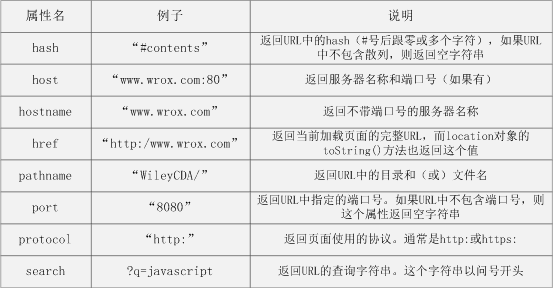 属性名 例子 说明
hash “#contents” 返回URL中的hash（#号后跟零或多个字符），如果URL
中不包含散列，则返回空字符串
host “www.wrox.com:80” 返回服务器名称和端口号（如果有）
hostname “www.wrox.com” 返回不带端口号的服务器名称
href “http:/www.wrox.com” 返回当前加载页面的完整URL，而location对象的
toString()方法也返回这个值
pathname “WileyCDA/” 返回URL中的目录和（或）文件名
port “8080” 返回URL中指定的端口号。如果URL中不包含端口号，则
这个属性返回空字符串
protocol “http:” 返回页面使用的协议。通常是http:或https:
search ?q=javascript 返回URL的查询字符串。这个字符串以问号开头